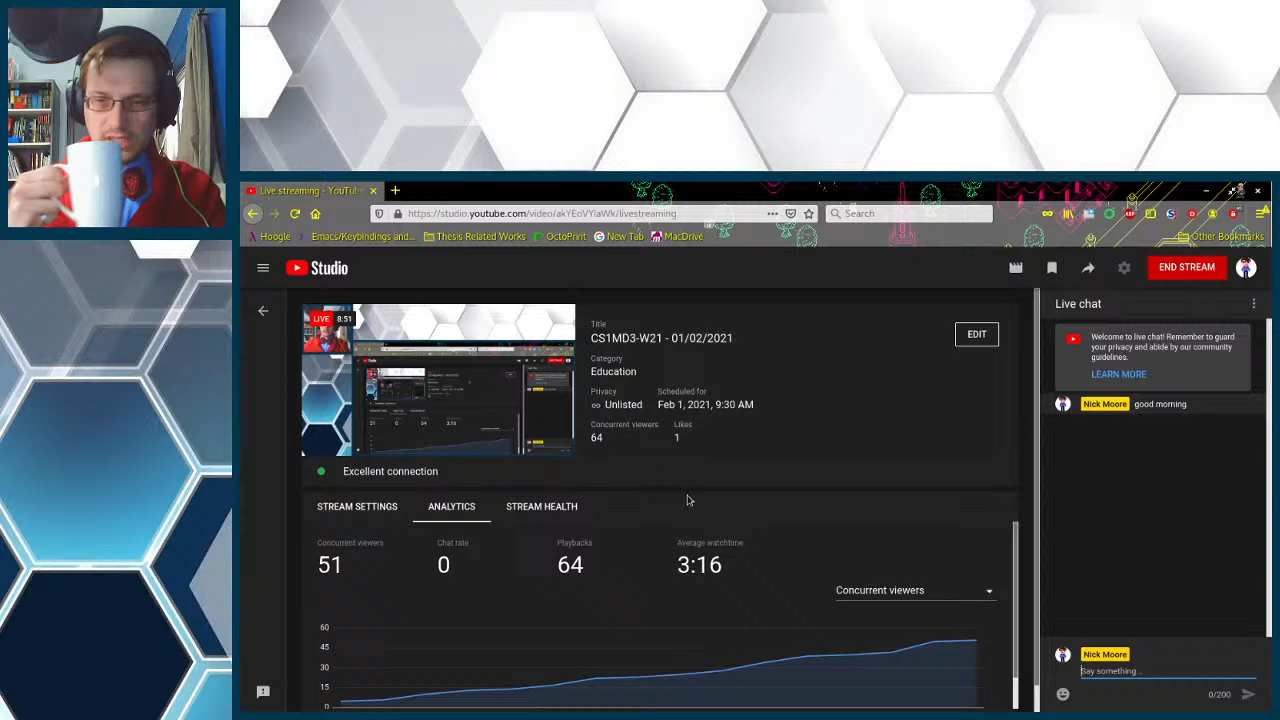 Live streaming - YouTube
https://studio.youtube.com/video/akYEoVYiaWk/livestreaming
Search
Hoogle
Emacs/Keybindings and...
Thesis Related Works
OctoPrint
New Tab
MacDrive
Other Bookmarks
Studio
END STREAM
LIVE 8:51
Title
CS1MD3-W21 - 01/02/2021
EDIT
Category
Education
Privacy
Scheduled for
Unlisted
Feb 1, 2021, 9:30 AM
Concurrent viewers
Likes
64
1
Excellent connection
STREAM SETTINGS
ANALYTICS
STREAM HEALTH
Concurrent viewers
Chat rate
Playbacks
Average watchtime
51
0
64
3:16
Concurrent viewers
60
45
30
15
0
Live chat
Welcome to live chat! Remember to guard
your privacy and abide by our community
guidelines.
LEARN MORE
Nick Moore good morning
Nick Moore
Say something...
0/200